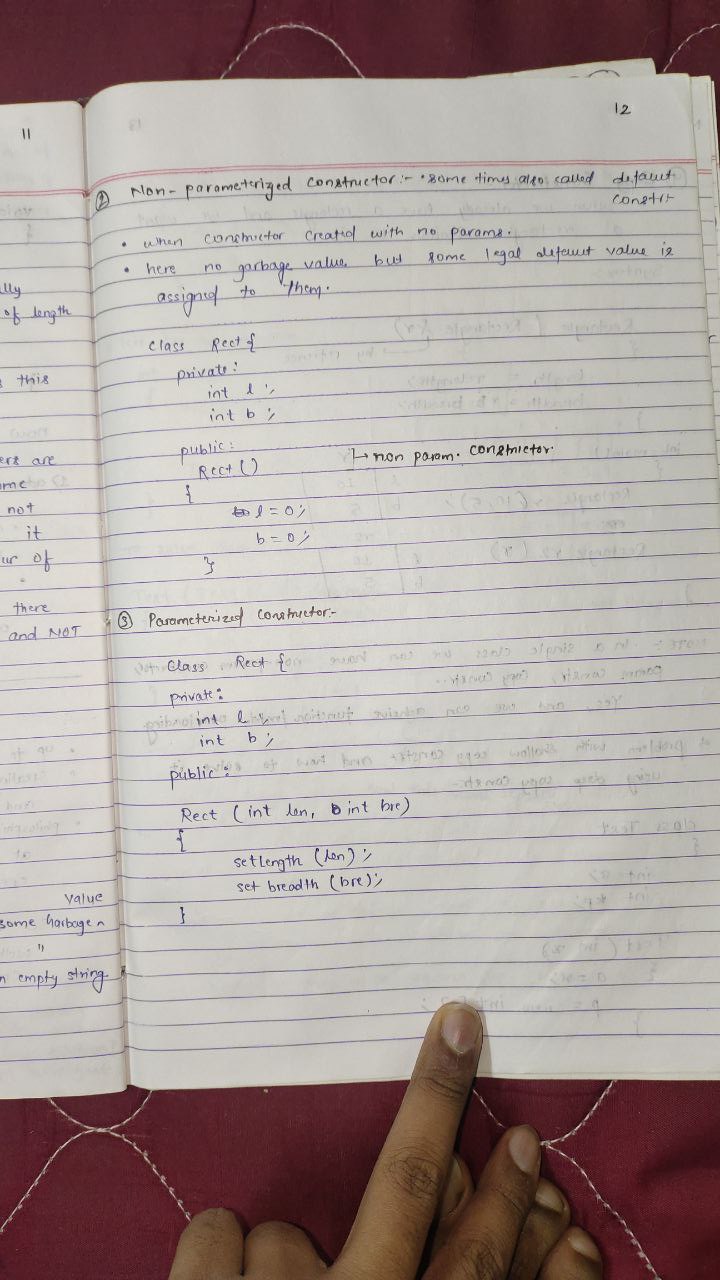 11
lly
of length
this
ers are
me
not
it
ur of
there
and NOT
value
some Garbage
"
n empty string.
12
② Non-parameterized constructor:- • some times also called default
constr-
• when constructor created with no params.
• here no garbage value but some legal default value is
assigned to them.
class Rect {
private:
int l;
int b;
public:
Rect () → non param. constructor.
{
l = 0;
b = 0;
}
③ Parameterized constructor:-
Class Rect {
private:
int l;
int b;
public:
Rect (int len, int bre)
{
setlength (len);
set breadth (bre);
}